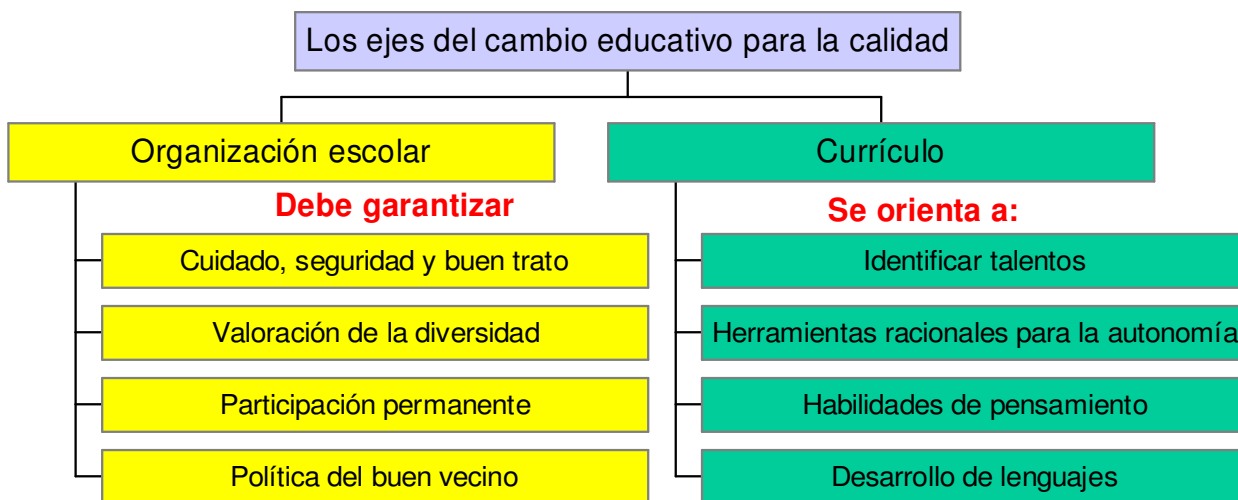 Los ejes del cambio educativo para la calidad
Organización escolar
Debe garantizar
Cuidado, seguridad y buen trato
Valoración de la diversidad
Participación permanente
Política del buen vecino
Currículo
Se orienta a:
Identificar talentos
Herramientas racionales para la autonomía
Habilidades de pensamiento
Desarrollo de lenguajes